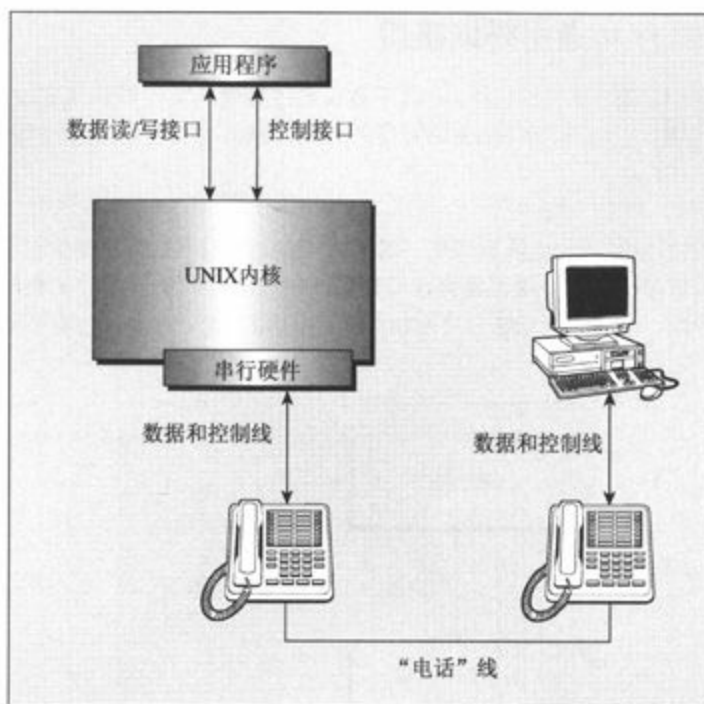 应用程序
数据读/写接口
控制接口
UNIX内核
串行硬件
数据和控制线
数据和控制线
“电话”线